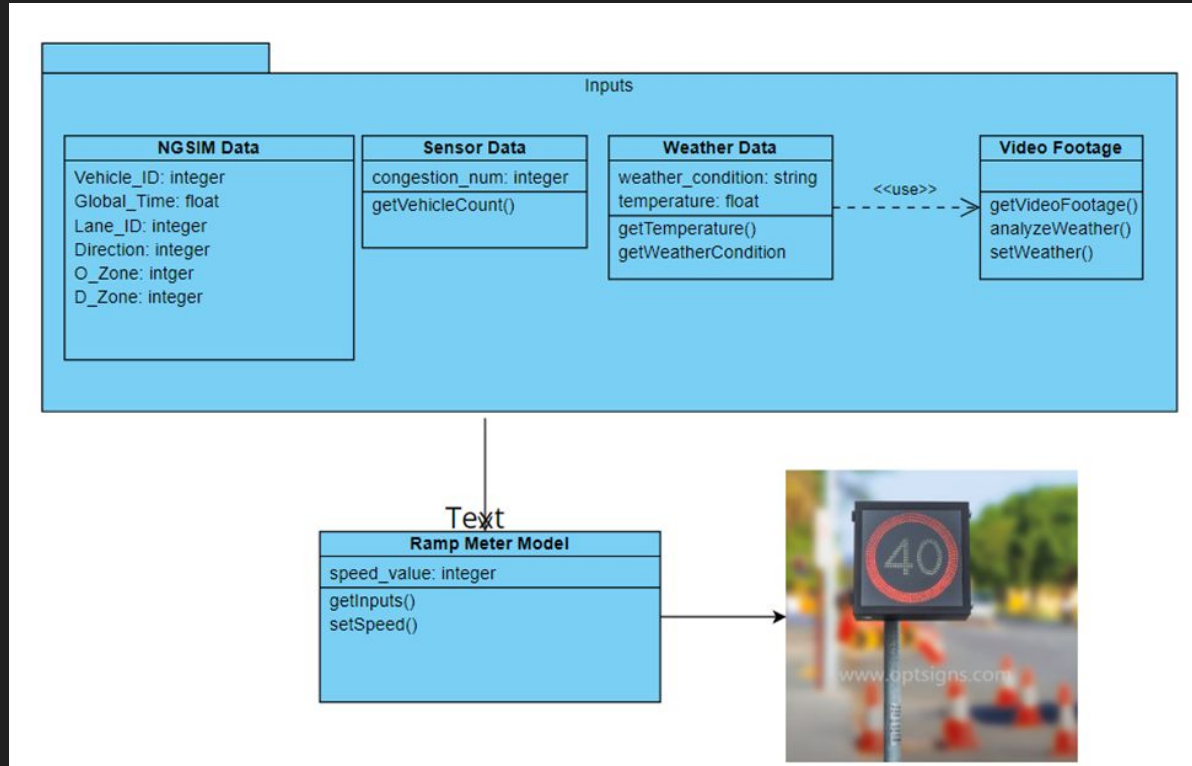 Inputs
NGSIM Data
Vehicle_ID: integer
Global_Time: float
Lane_ID: integer
Direction: integer
O_Zone: intger
D_Zone: integer
Sensor Data
congestion_num: integer
getVehicleCount()
Weather Data
weather_condition: string
temperature: float
getTemperature()
getWeatherCondition
<<use>>
Video Footage
getVideoFootage()
analyzeWeather()
setWeather()
Text
Ramp Meter Model
speed_value: integer
getInputs()
setSpeed()
40
www.optsigns.com